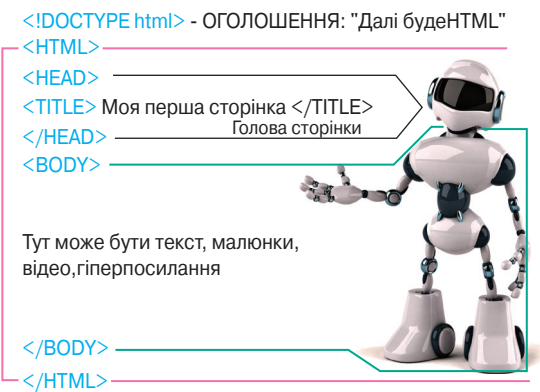 <!DOCTYPE html> - ОГОЛОШЕННЯ: "Далі будеHTML"
<HTML>
<HEAD>
<TITLE> Моя перша сторінка </TITLE>
</HEAD>
Голова сторінки
<BODY>
Тут може бути текст, малюнки,
відео,гіперпосилання
</BODY>
</HTML>